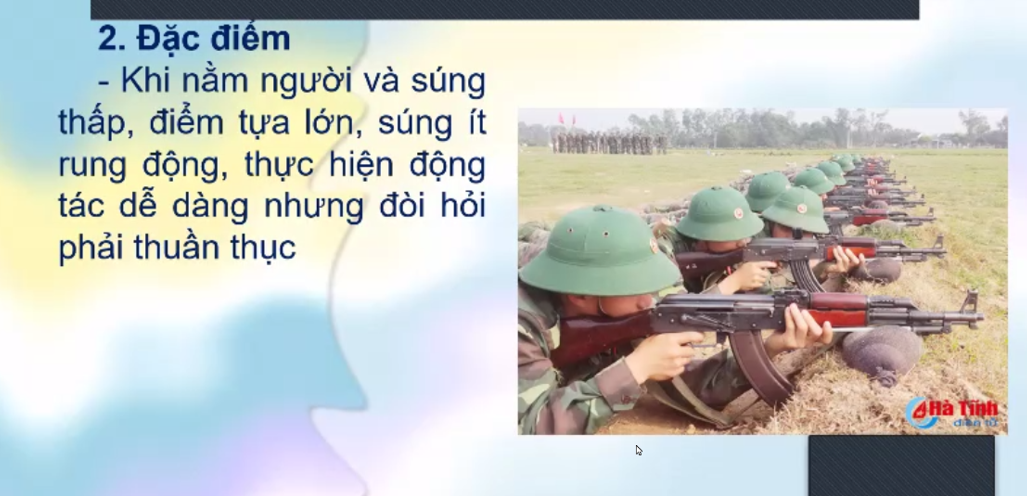 2. Đặc điểm
- Khi nằm người và súng
thấp, điểm tựa lớn, súng ít
rung động, thực hiện động
tác dễ dàng nhưng đòi hỏi
phải thuần thục
Hà Tĩnh
điện tử